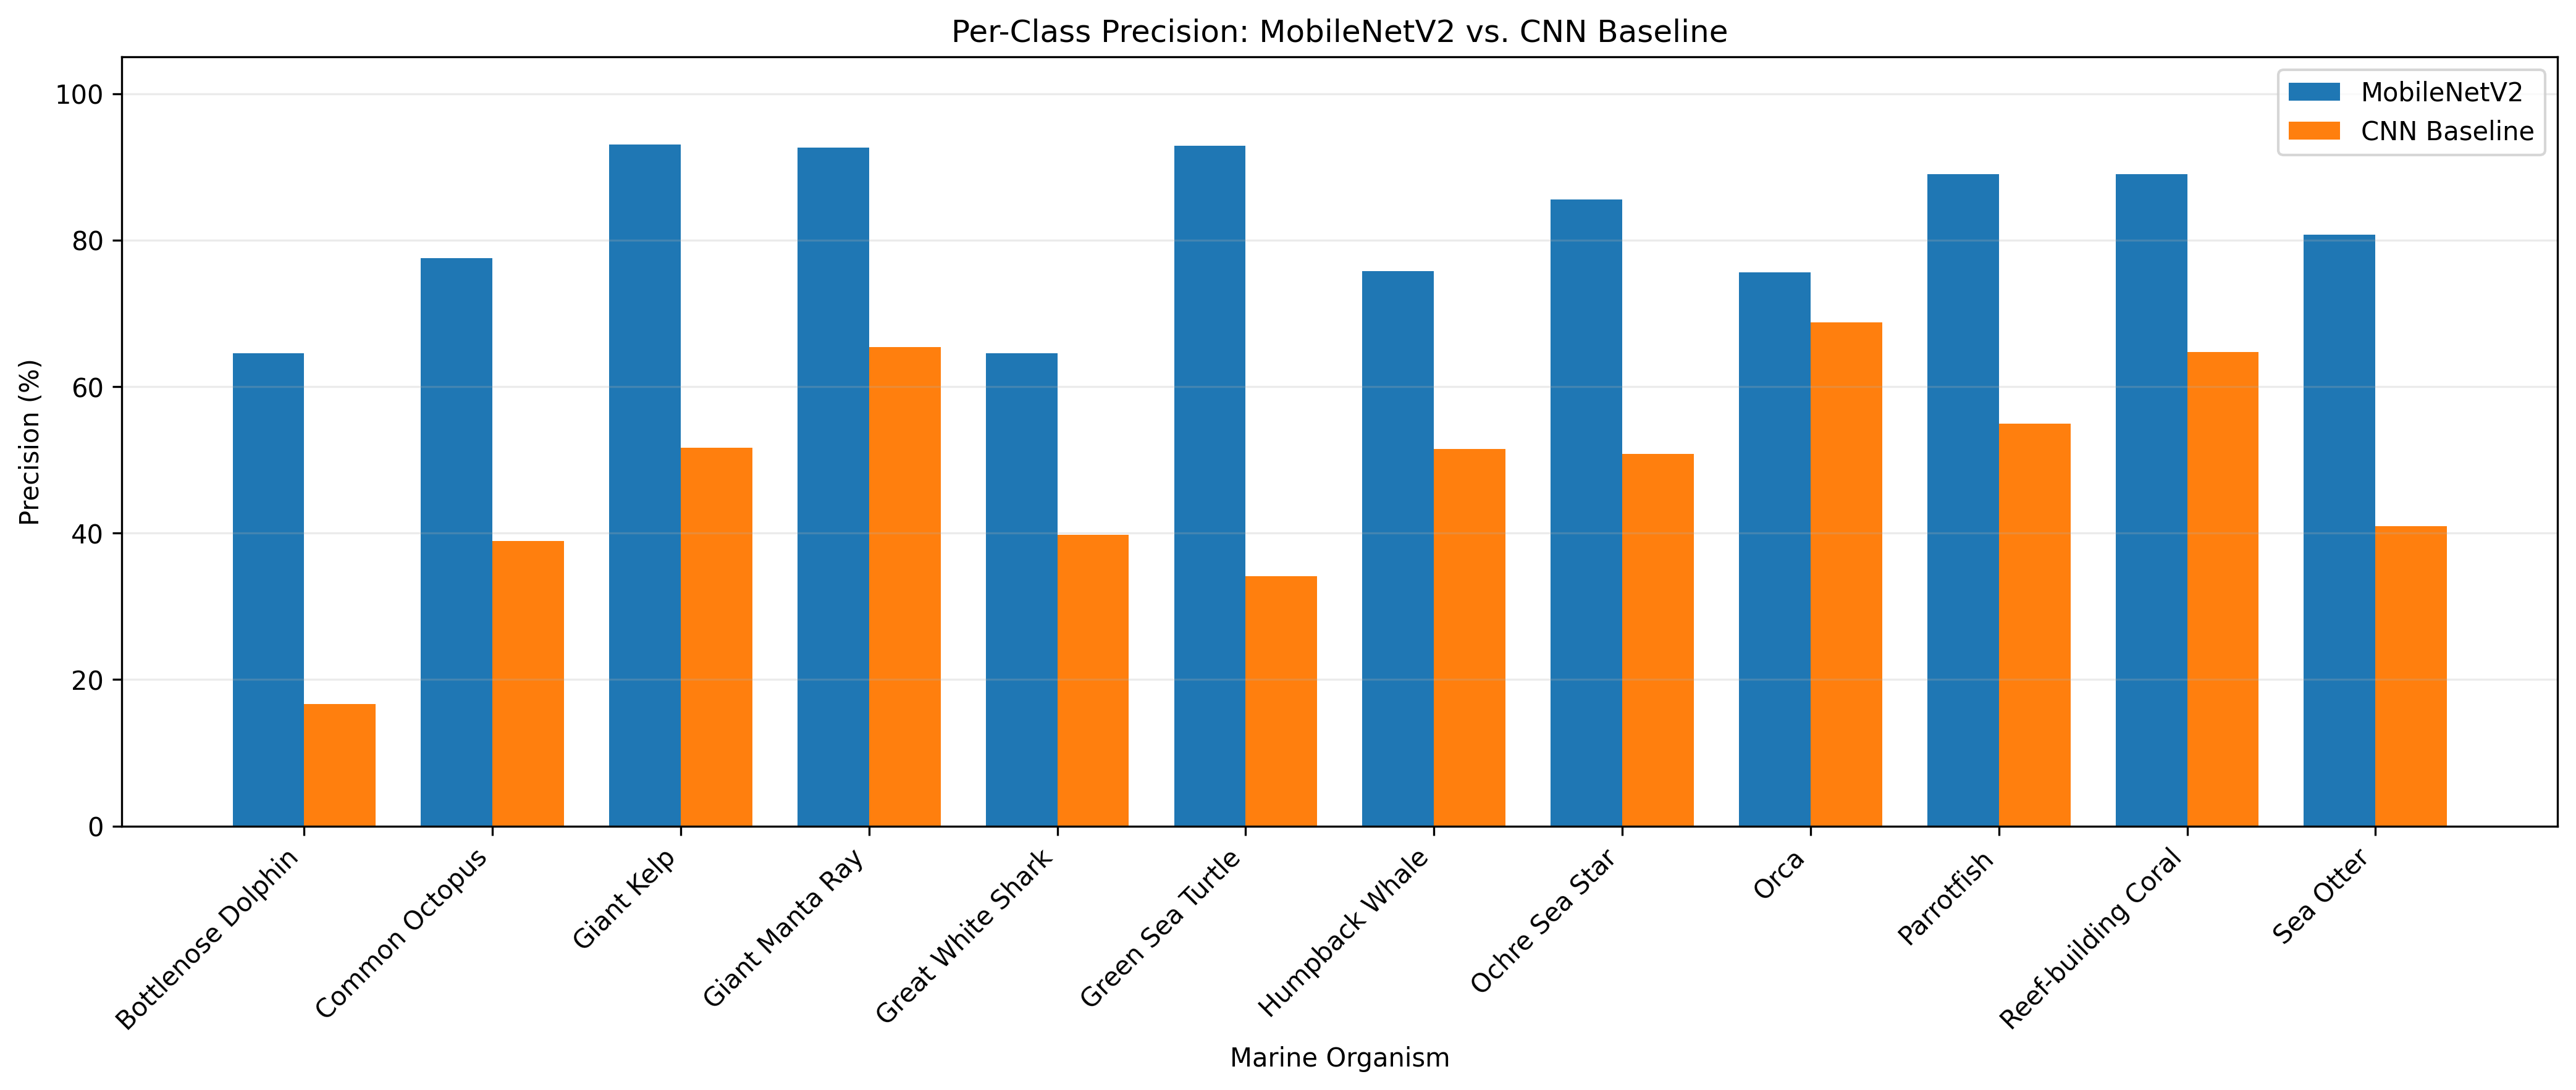 Per-Class Precision: MobileNetV2 vs. CNN Baseline
MobileNetV2
CNN Baseline
Precision (%)
100
80
60
40
20
0
Bottlenose Dolphin
Common Octopus
Giant Kelp
Giant Manta Ray
Great White Shark
Green Sea Turtle
Humpback Whale
Ochre Sea Star
Orca
Parrotfish
Reef-building Coral
Sea Otter
Marine Organism